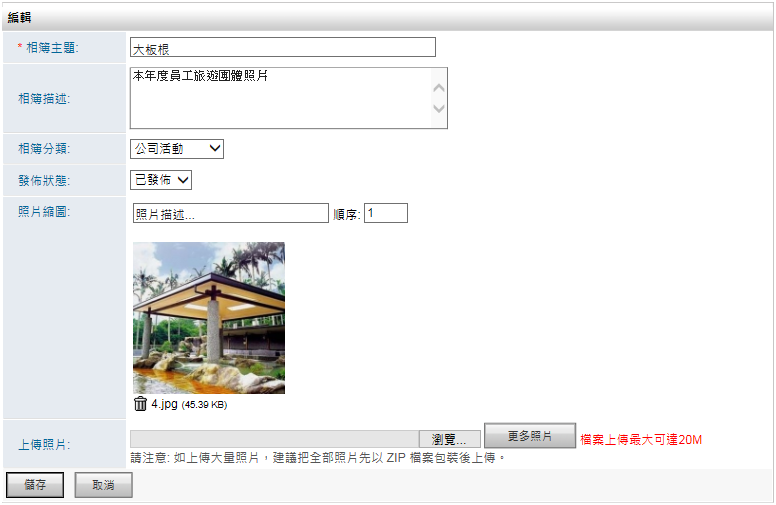 編輯
* 相簿主題: 大板根
相簿描述: 本年度員工旅遊團體照片
相簿分類: 公司活動
發佈狀態: 已發佈
照片縮圖: 照片描述... 順序: 1
4.jpg (45.39 KB)
上傳照片: 瀏覽... 更多照片 檔案上傳最大可達20M
請注意: 如上傳大量照片，建議把全部照片先以 ZIP 檔案包裝後上傳。
儲存 取消